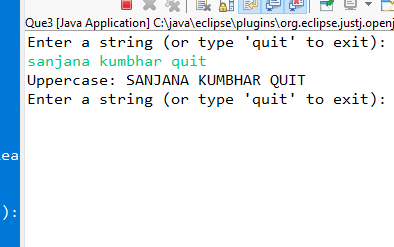 Que3 [Java Application] C:\java\eclipse\plugins\org.eclipse.justj.openj
Enter a string (or type 'quit' to exit):
sanjana kumbhar quit
Uppercase: SANJANA KUMBHAR QUIT
Enter a string (or type 'quit' to exit):
lea
):